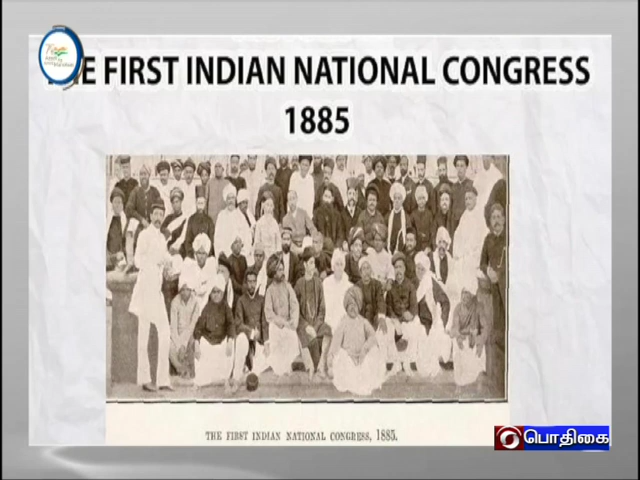 THE FIRST INDIAN NATIONAL CONGRESS
1885
THE FIRST INDIAN NATIONAL CONGRESS, 1885.
பொதிகை